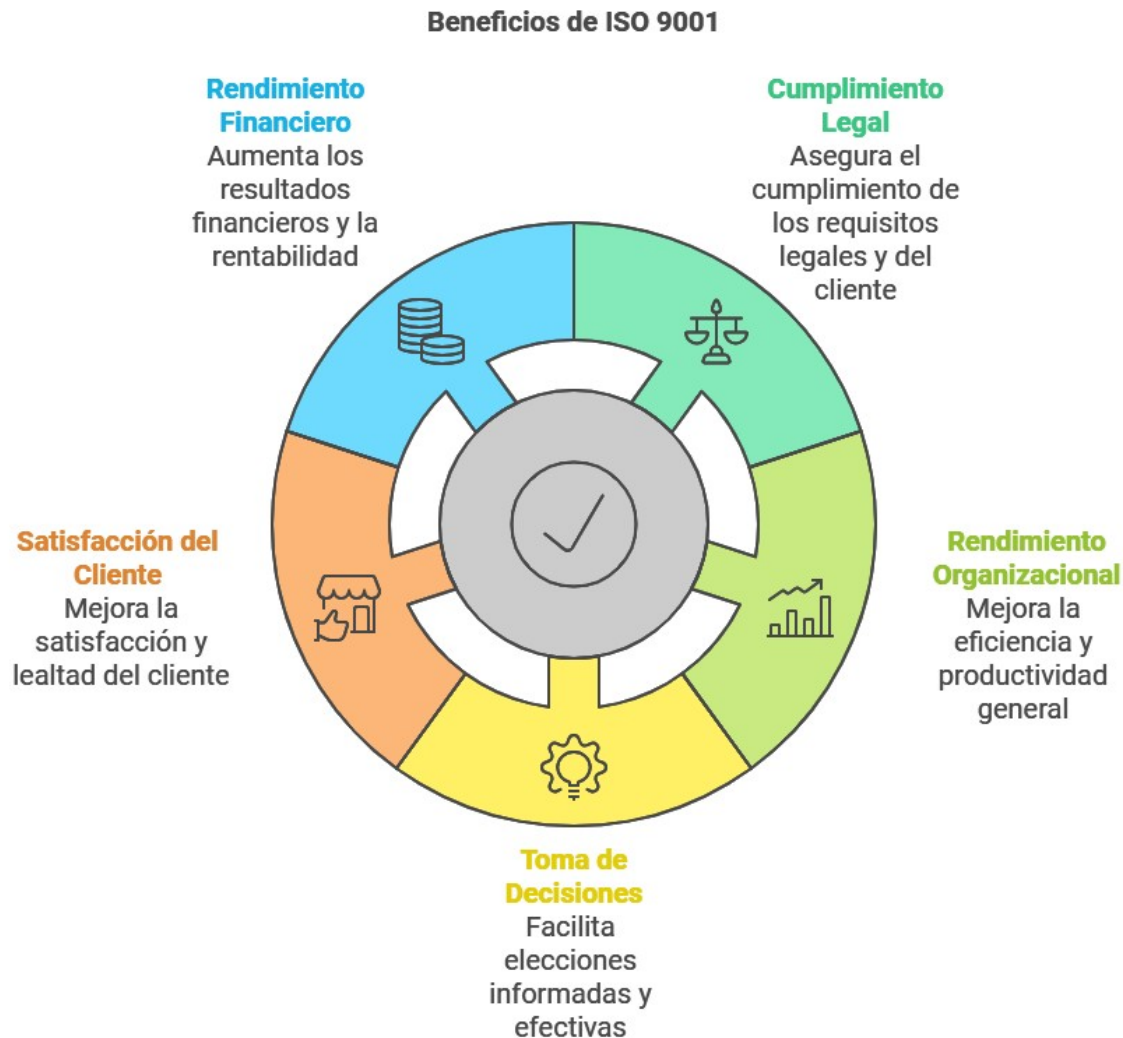 Beneficios de ISO 9001
Rendimiento
Financiero
Aumenta los
resultados
financieros y la
rentabilidad
Cumplimiento
Legal
Asegura el
cumplimiento de
los requisitos
legales y del
cliente
Satisfacción del
Cliente
Mejora la
satisfacción y
lealtad del cliente
Rendimiento
Organizacional
Mejora la
eficiencia y
productividad
general
Toma de
Decisiones
Facilita
elecciones
informadas y
efectivas